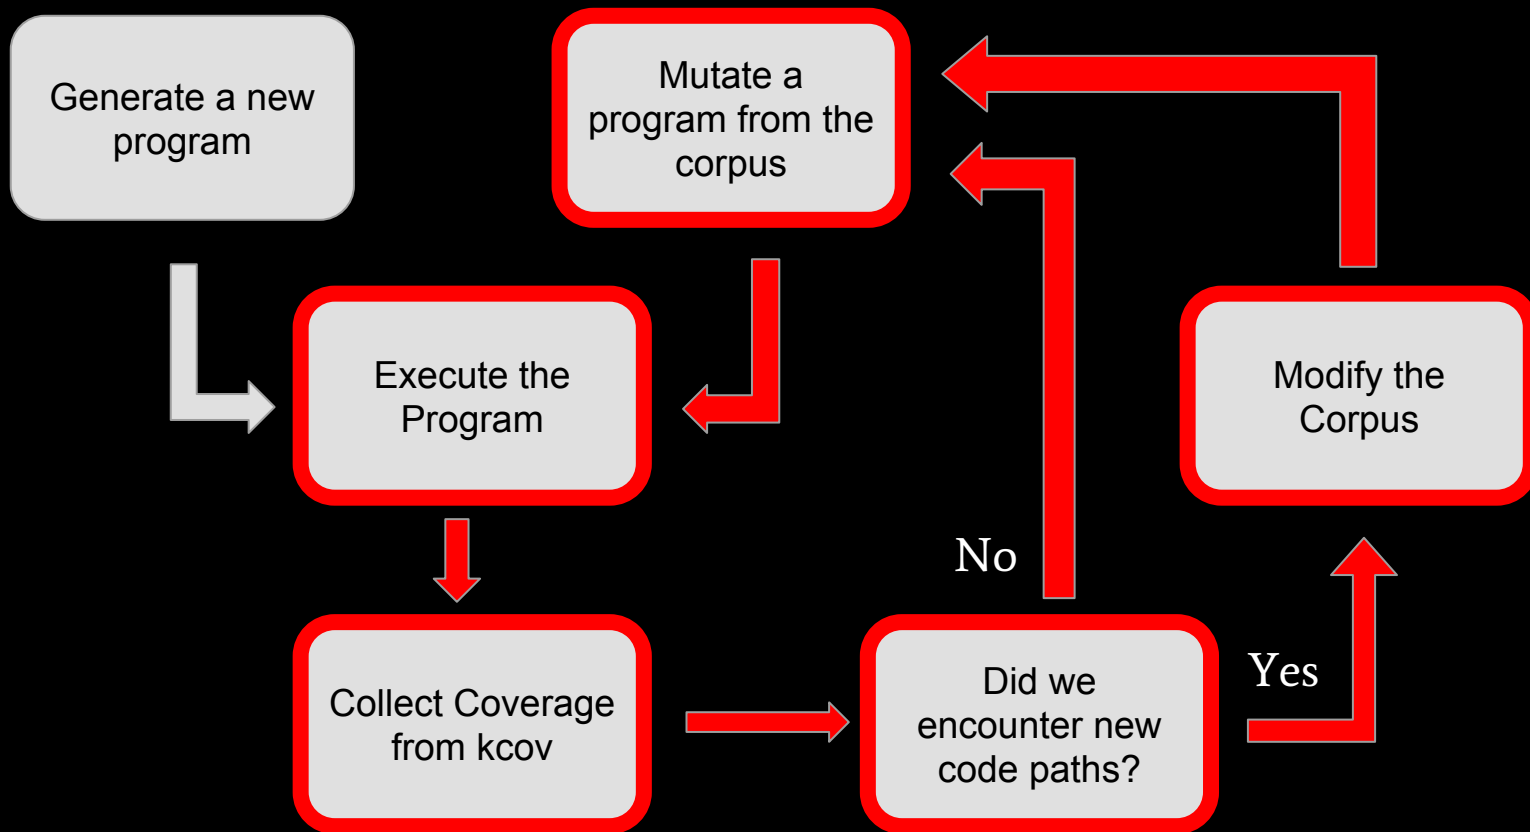 Generate a new
program
Mutate a
program from the
corpus
Execute the
Program
Modify the
Corpus
No
Collect Coverage
from kcov
Did we
encounter new
code paths?
Yes